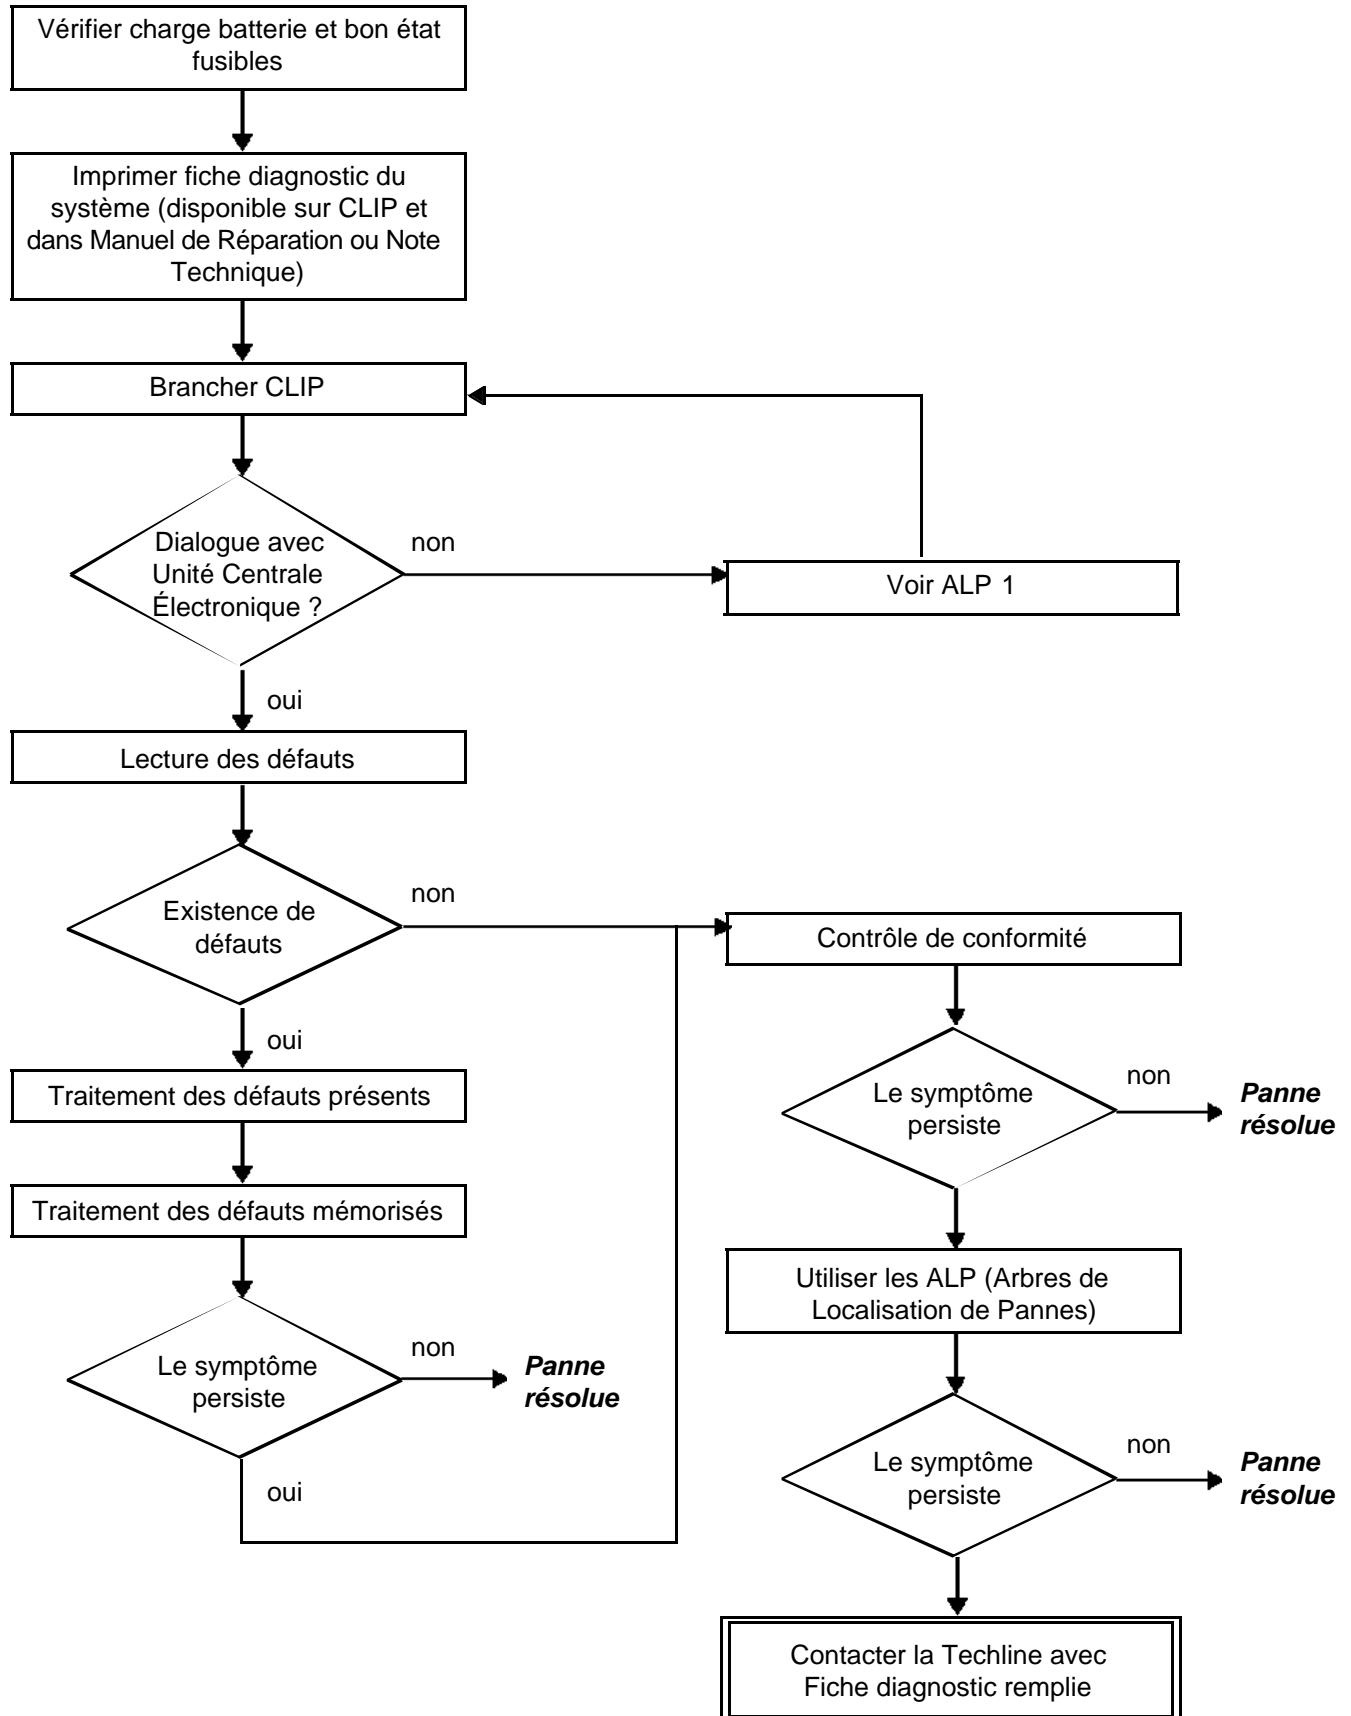 Vérifier charge batterie et bon état
fusibles
Imprimer fiche diagnostic du
système (disponible sur CLIP et
dans Manuel de Réparation ou Note
Technique)
Brancher CLIP
Dialogue avec
Unité Centrale
Électronique ?
non
Voir ALP 1
oui
Lecture des défauts
Existence de
défauts
non
Contrôle de conformité
oui
Traitement des défauts présents
Le symptôme
persiste
non
Panne
résolue
Traitement des défauts mémorisés
Utiliser les ALP (Arbres de
Localisation de Pannes)
Le symptôme
persiste
non
Panne
résolue
oui
Le symptôme
persiste
non
Panne
résolue
Contacter la Techline avec
Fiche diagnostic remplie